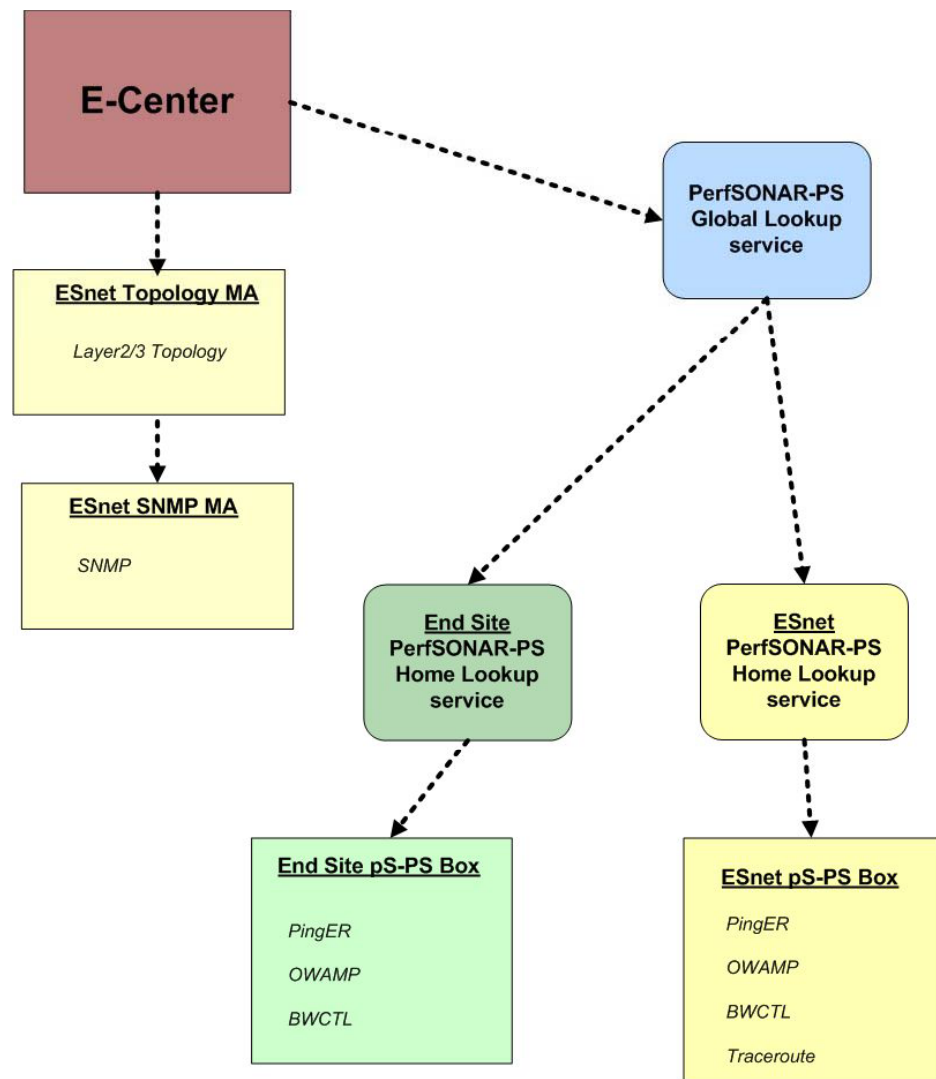 E-Center
PerfSONAR-PS
Global Lookup
service
ESnet Topology MA
Layer2/3 Topology
ESnet SNMP MA
SNMP
End Site
PerfSONAR-PS
Home Lookup
service
ESnet
PerfSONAR-PS
Home Lookup
service
End Site pS-PS Box
PingER
OWAMP
BWCTL
ESnet pS-PS Box
PingER
OWAMP
BWCTL
Traceroute